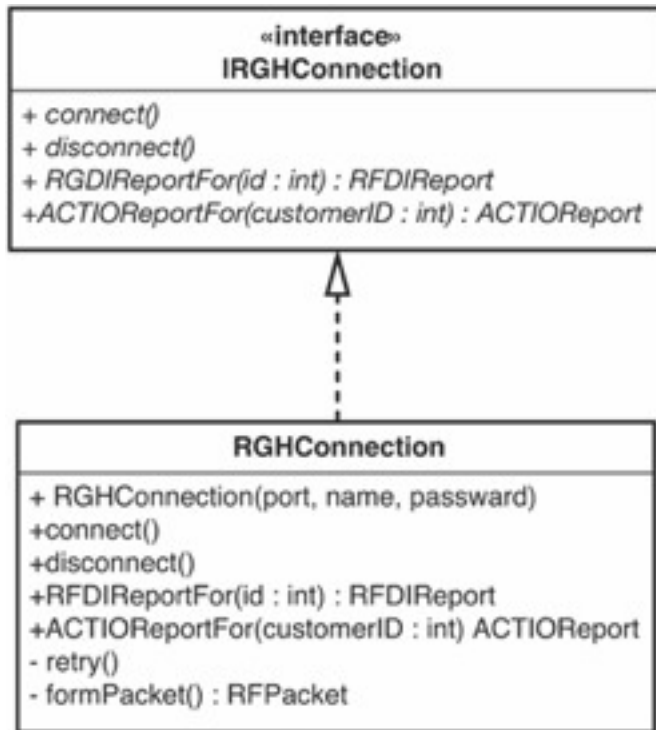 «interface»
IRGHConnection
+ connect()
+ disconnect()
+ RGDIReportFor(id : int) : RFDIReport
+ACTIOReportFor(customerID : int) : ACTIOReport
RGHConnection
+ RGHConnection(port, name, passward)
+connect()
+disconnect()
+RFDIReportFor(id : int) : RFDIReport
+ACTIOReportFor(customerID : int) ACTIOReport
- retry()
- formPacket() : RFPacket